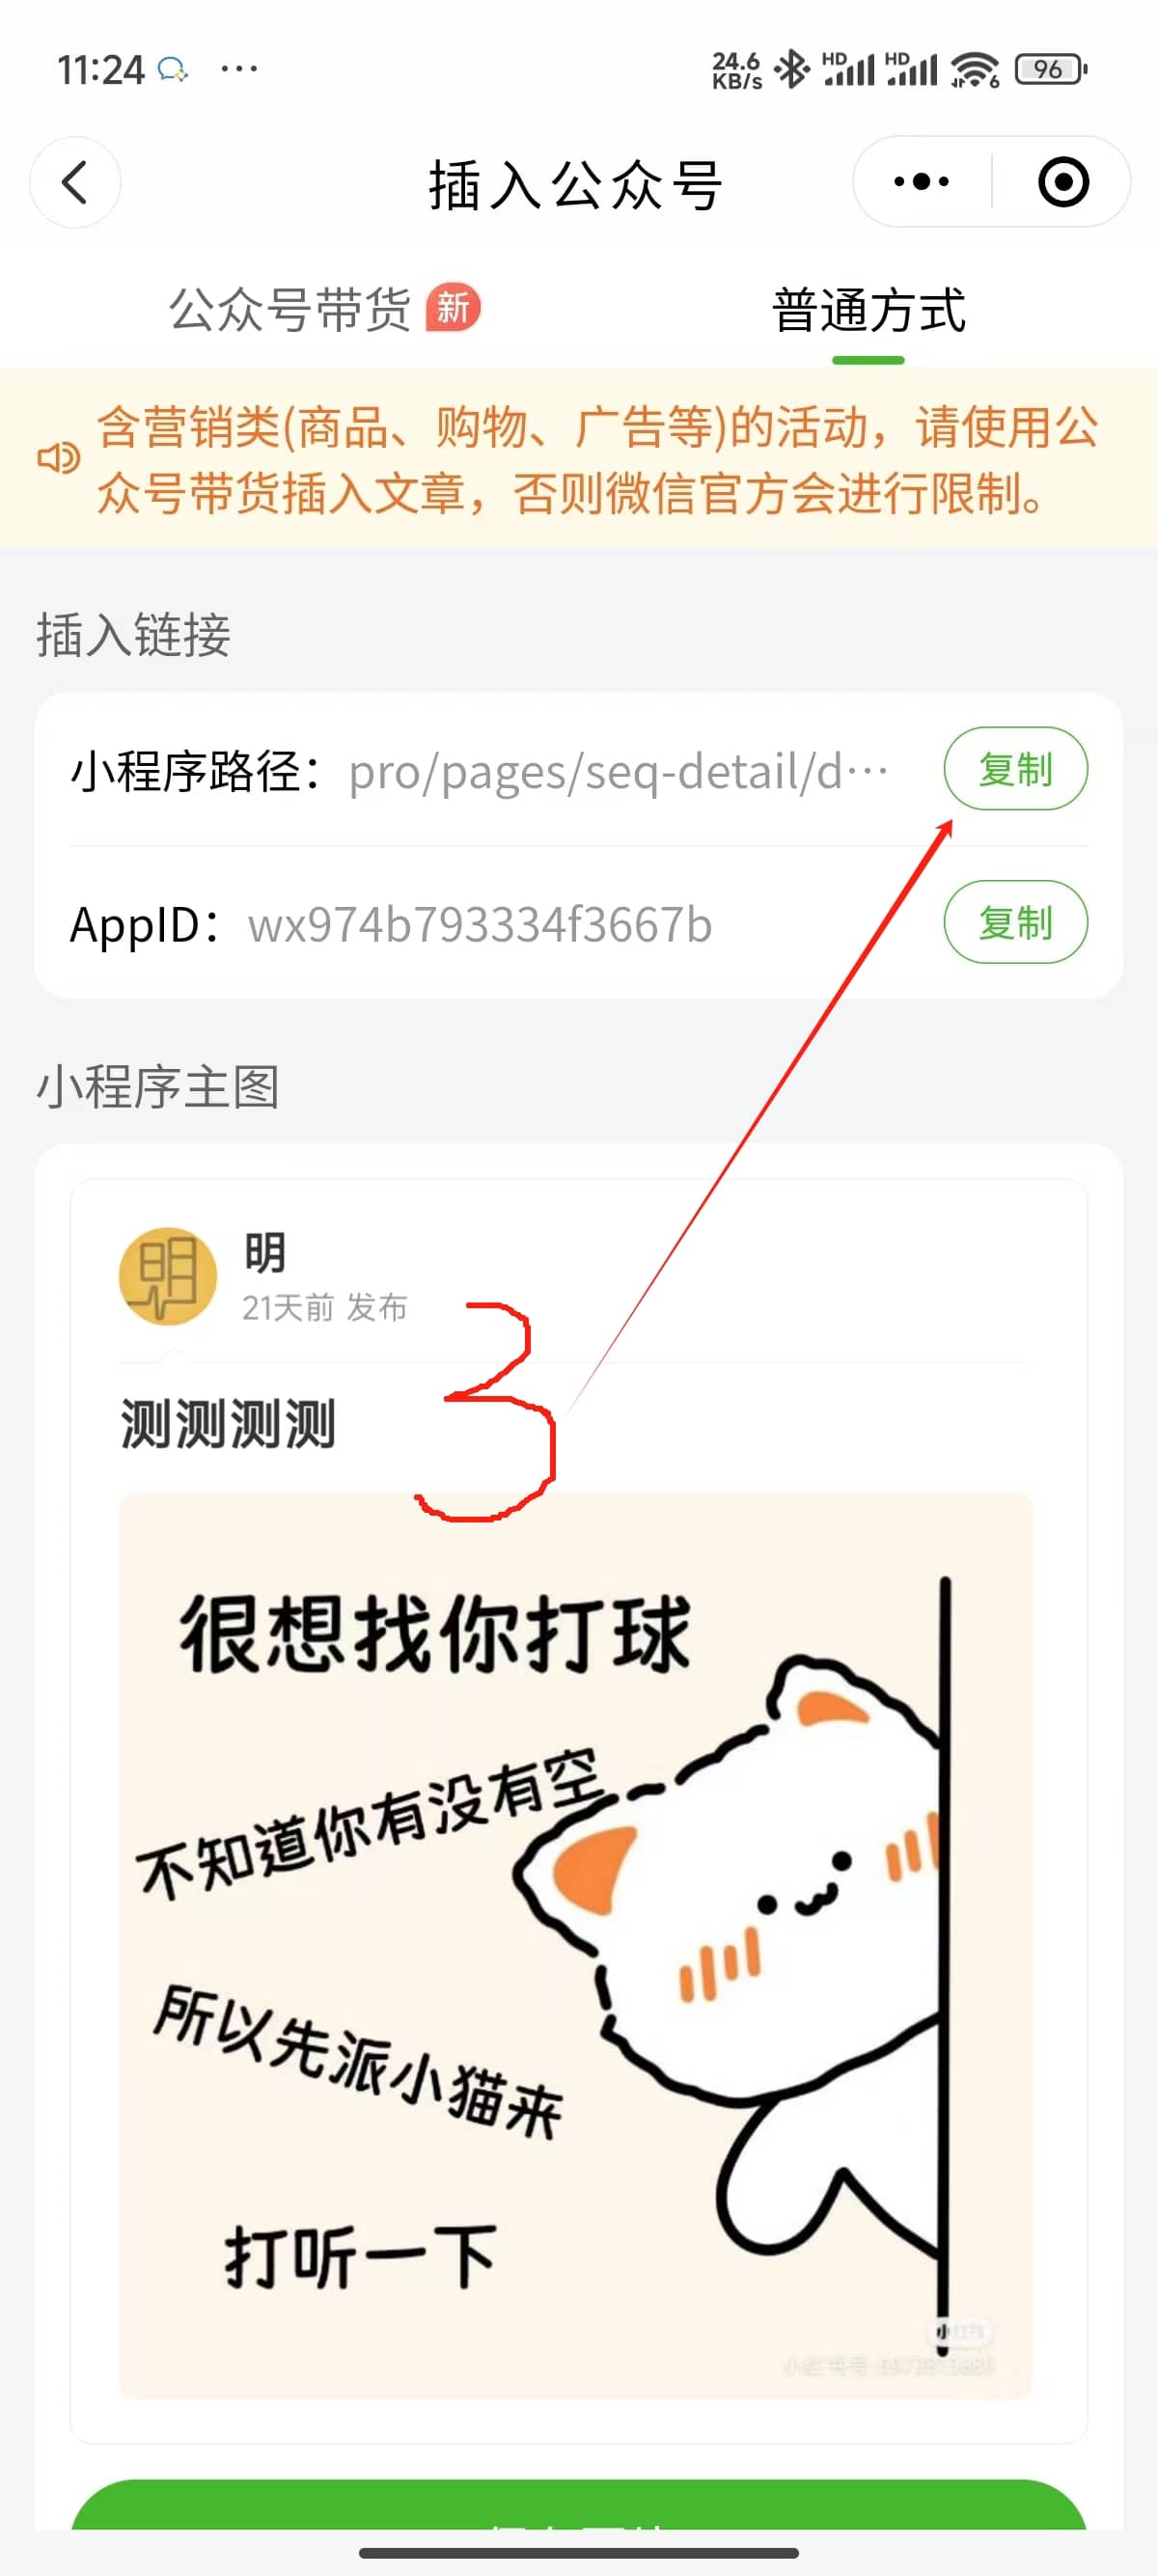 11:24
24.6
KB/s
HD
HD
6
96
插入公众号
公众号带货 新
普通方式
含营销类(商品、购物、广告等)的活动，请使用公
众号带货插入文章，否则微信官方会进行限制。
插入链接
小程序路径：pro/pages/seq-detail/d… 复制
AppID：wx974b793334f3667b 复制
小程序主图
明
明
21天前 发布
3
测测测测
很想找你打球
不知道你有没有空
所以先派小猫来
打听一下